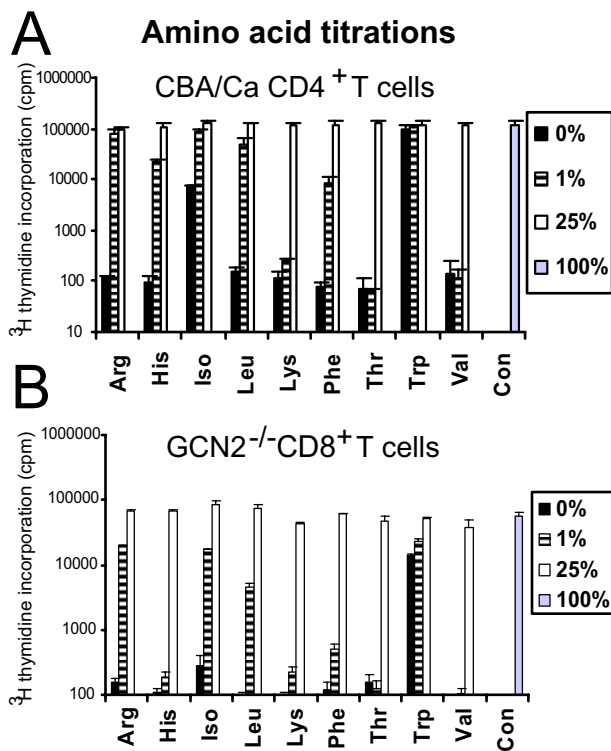 A
Amino acid titrations
CBA/Ca CD4 + T cells
3H thymidine incorporation (cpm)
1000000
100000
10000
1000
100
10
0%
1%
25%
100%
Arg
His
Iso
Leu
Lys
Phe
Thr
Trp
Val
Con
B
GCN2-/-CD8+ T cells
3H thymidine incorporation (cpm)
1000000
100000
10000
1000
100
0%
1%
25%
100%
Arg
His
Iso
Leu
Lys
Phe
Thr
Trp
Val
Con